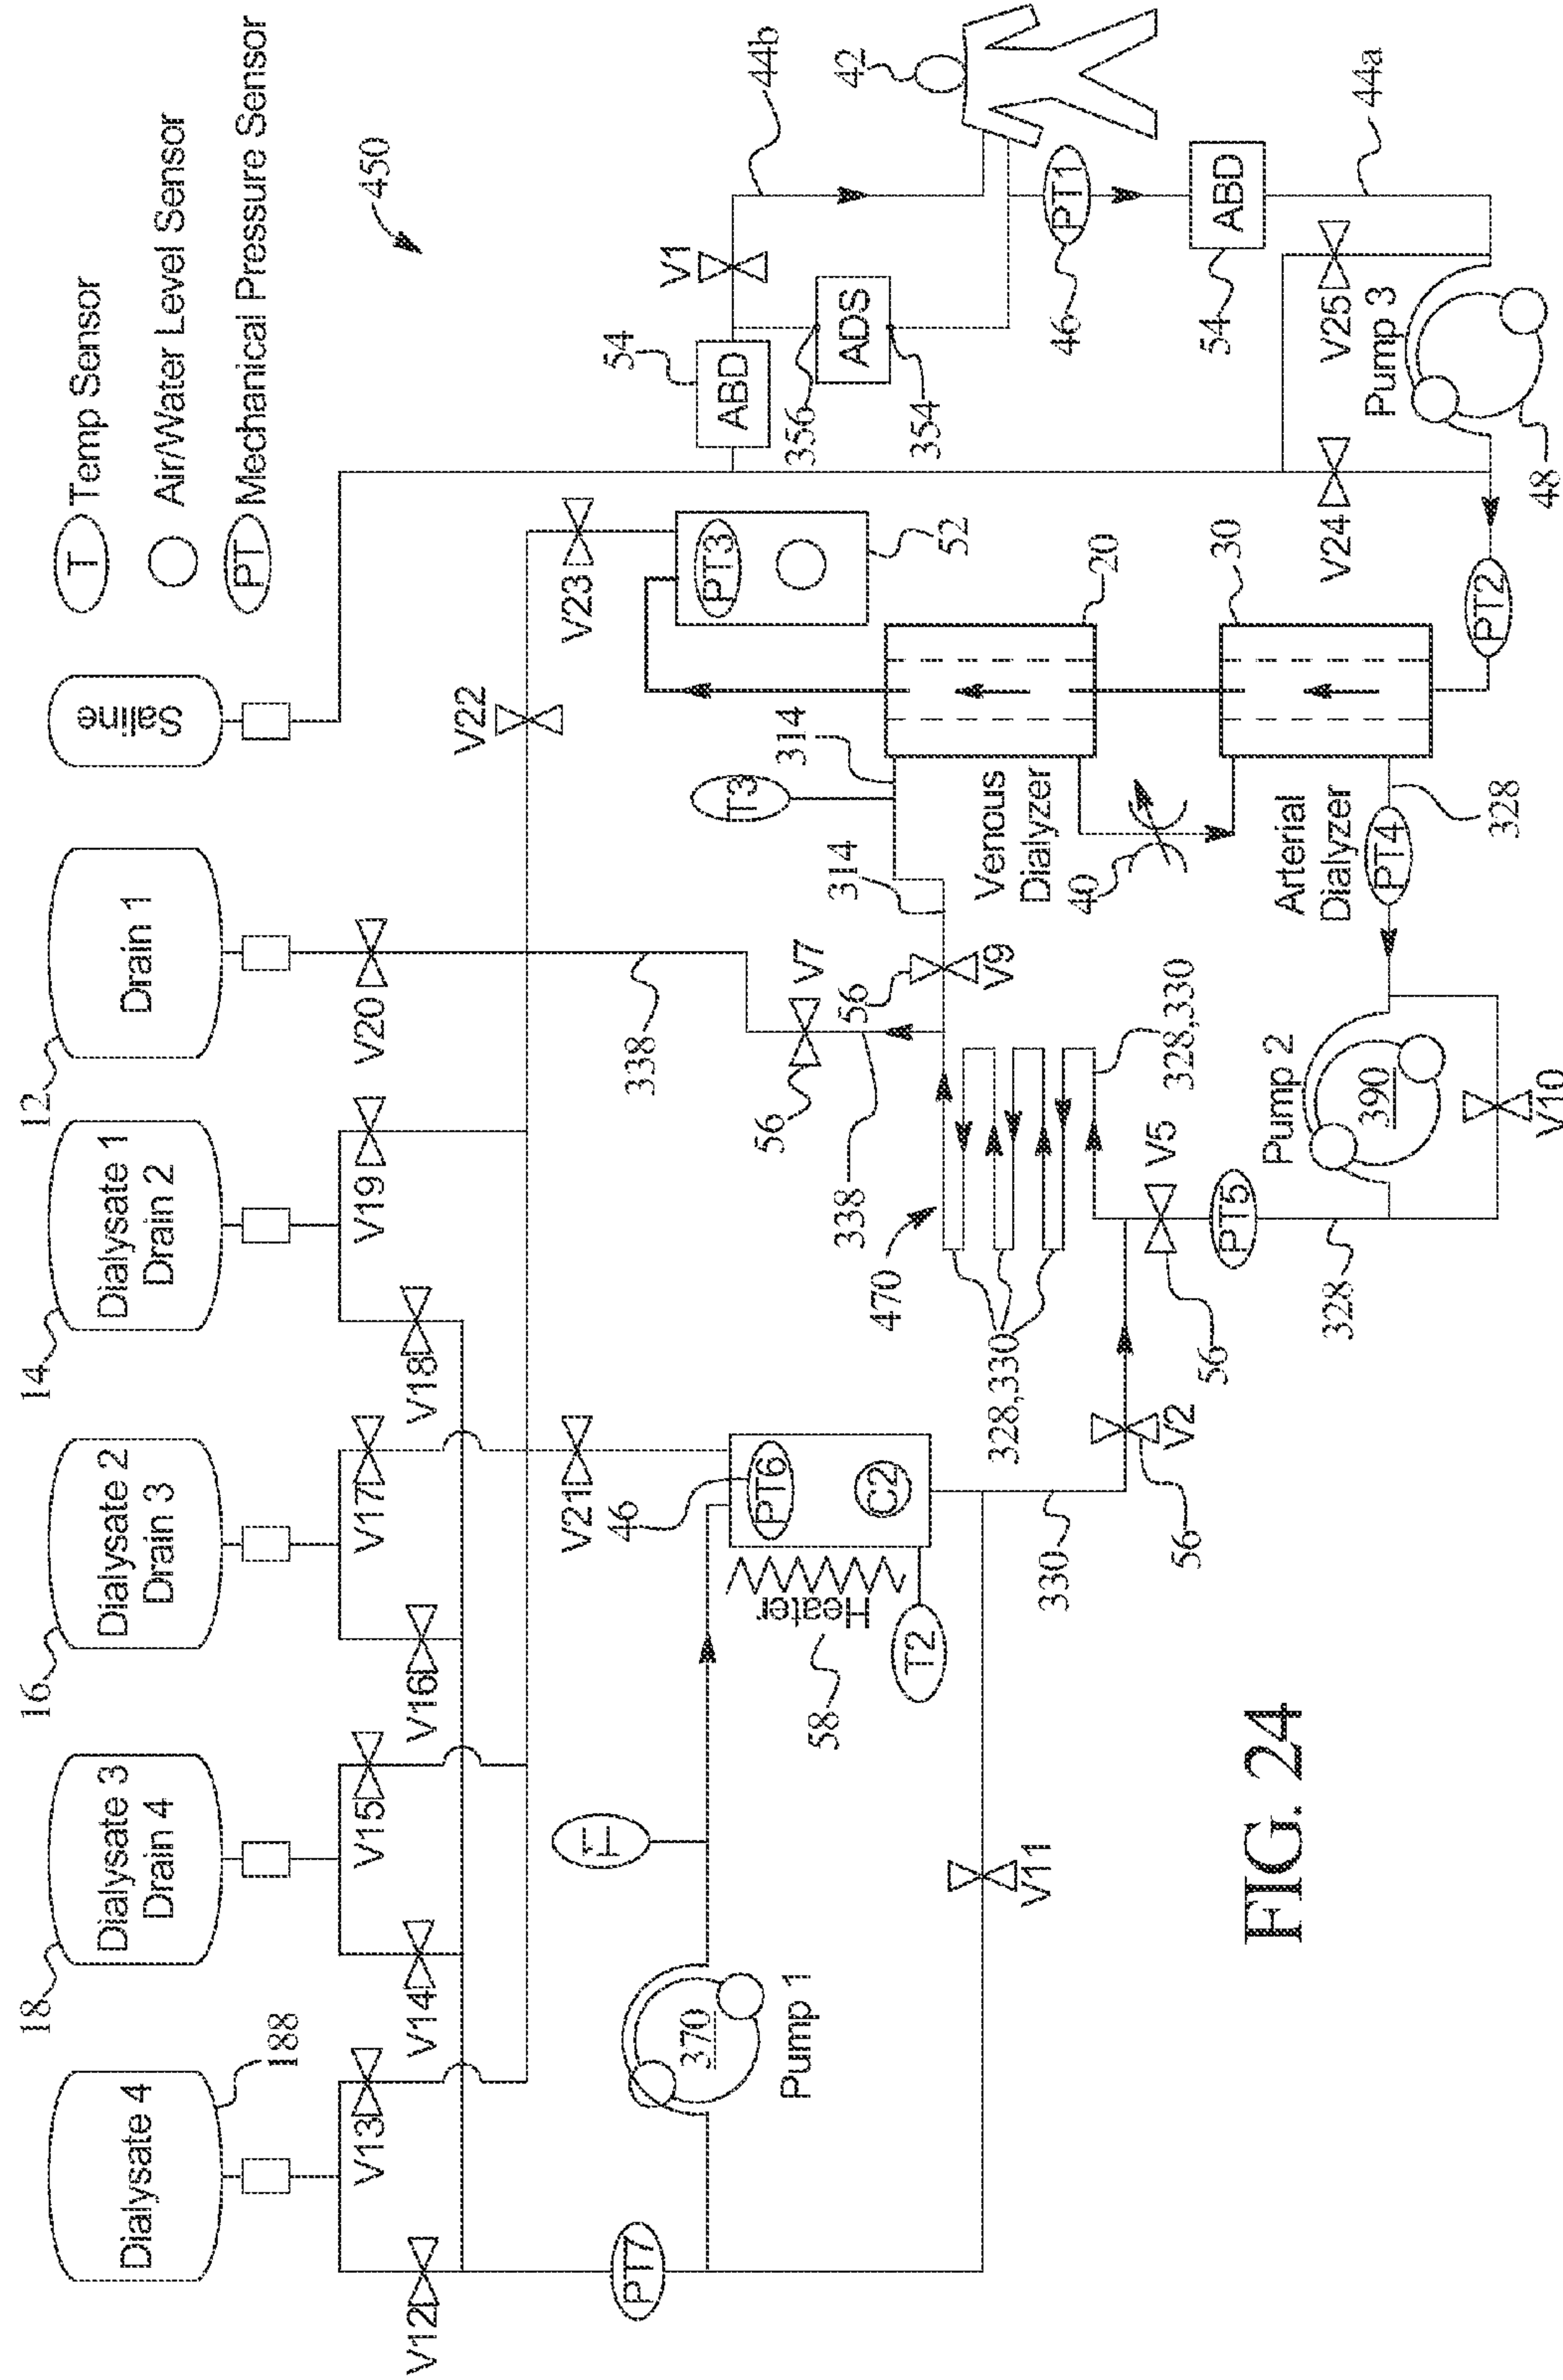 T Temp Sensor
Air/Water Level Sensor
PT Mechanical Pressure Sensor
450
Dialysate 4
188
18
Dialysate 3
Drain 4
16
Dialysate 2
Drain 3
14
Dialysate 1
Drain 2
12
Drain 1
Saline
V12
V13
V14
V15
V16
V17
V18
V19
V20
V22
V23
V21
PT7
T1
370
Pump 1
V11
46
PT6
C2
Heater
58
T2
330
V2
56
338
V7
56
338
470
328,330
328,330
56
V9
314
314
T3
PT3
52
20
Venous
Dialyzer
40
30
Arterial
Dialyzer
328
PT4
PT2
V5
56
PT5
328
Pump 2
390
V10
54
ABD
V1
44b
42
356
ADS
354
46
PT1
54
ABD
44a
V25
V24
Pump 3
48
FIG. 24